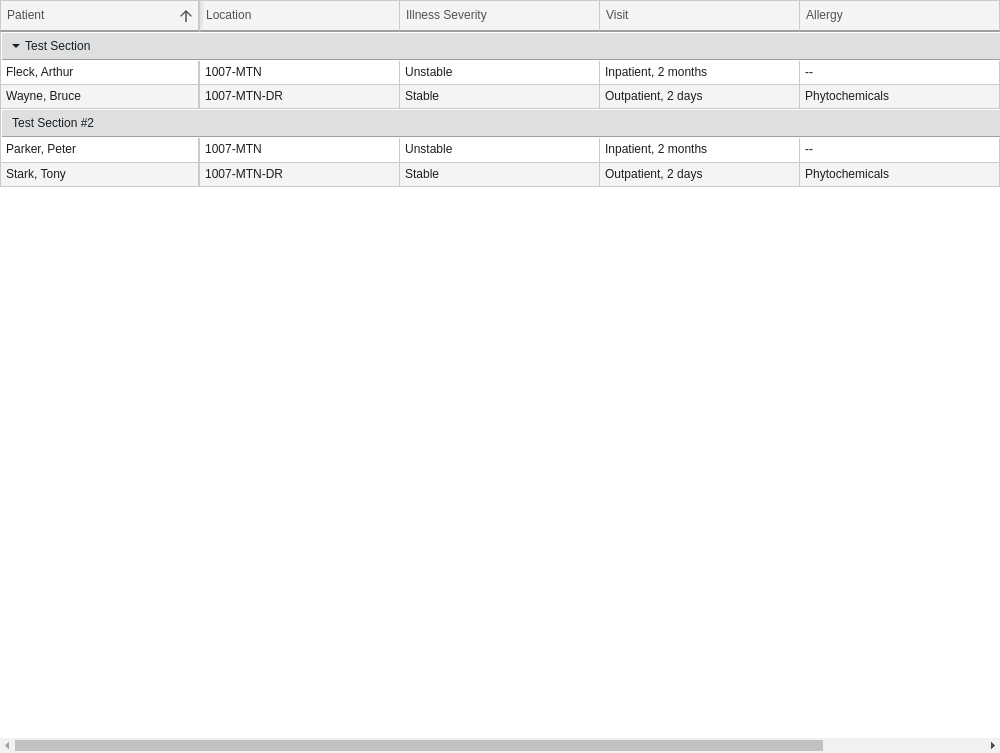 Patient Location Illness Severity Visit Allergy
Test Section
Fleck, Arthur 1007-MTN Unstable Inpatient, 2 months --
Wayne, Bruce 1007-MTN-DR Stable Outpatient, 2 days Phytochemicals
Test Section #2
Parker, Peter 1007-MTN Unstable Inpatient, 2 months --
Stark, Tony 1007-MTN-DR Stable Outpatient, 2 days Phytochemicals